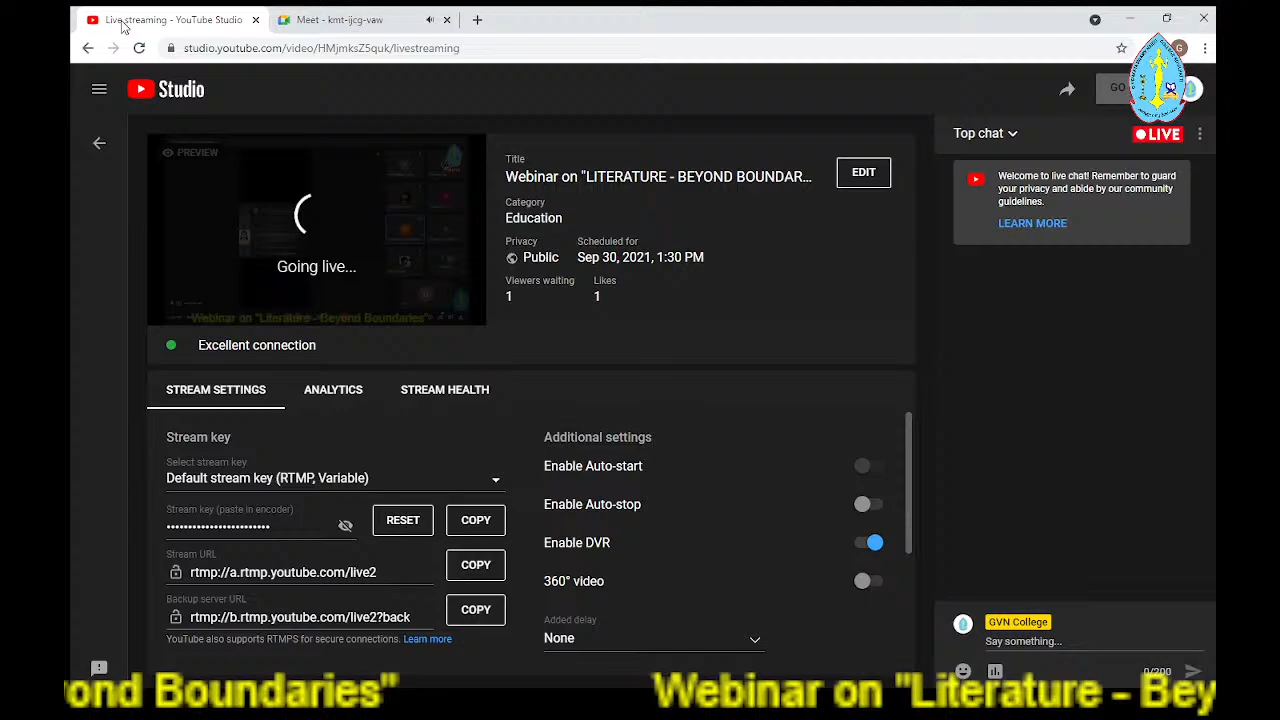 Live streaming - YouTube Studio
Meet - kmt-ijcg-vaw
studio.youtube.com/video/HMjmksZ5quk/livestreaming
G
Studio
GO
LIVE
PREVIEW
Going live...
Webinar on "Literature - Beyond Boundaries"
Excellent connection
Title
Webinar on "LITERATURE - BEYOND BOUNDAR...
EDIT
Category
Education
Privacy
Public
Scheduled for
Sep 30, 2021, 1:30 PM
Viewers waiting
1
Likes
1
Top chat
Welcome to live chat! Remember to guard
your privacy and abide by our community
guidelines.
LEARN MORE
STREAM SETTINGS
ANALYTICS
STREAM HEALTH
Stream key
Select stream key
Default stream key (RTMP, Variable)
Stream key (paste in encoder)
RESET
COPY
Stream URL
rtmp://a.rtmp.youtube.com/live2
COPY
Backup server URL
rtmp://b.rtmp.youtube.com/live2?back
COPY
YouTube also supports RTMPS for secure connections. Learn more
Additional settings
Enable Auto-start
Enable Auto-stop
Enable DVR
360° video
Added delay
None
GVN College
Say something...
0/200
yond Boundaries"
Webinar on "Literature - Bey